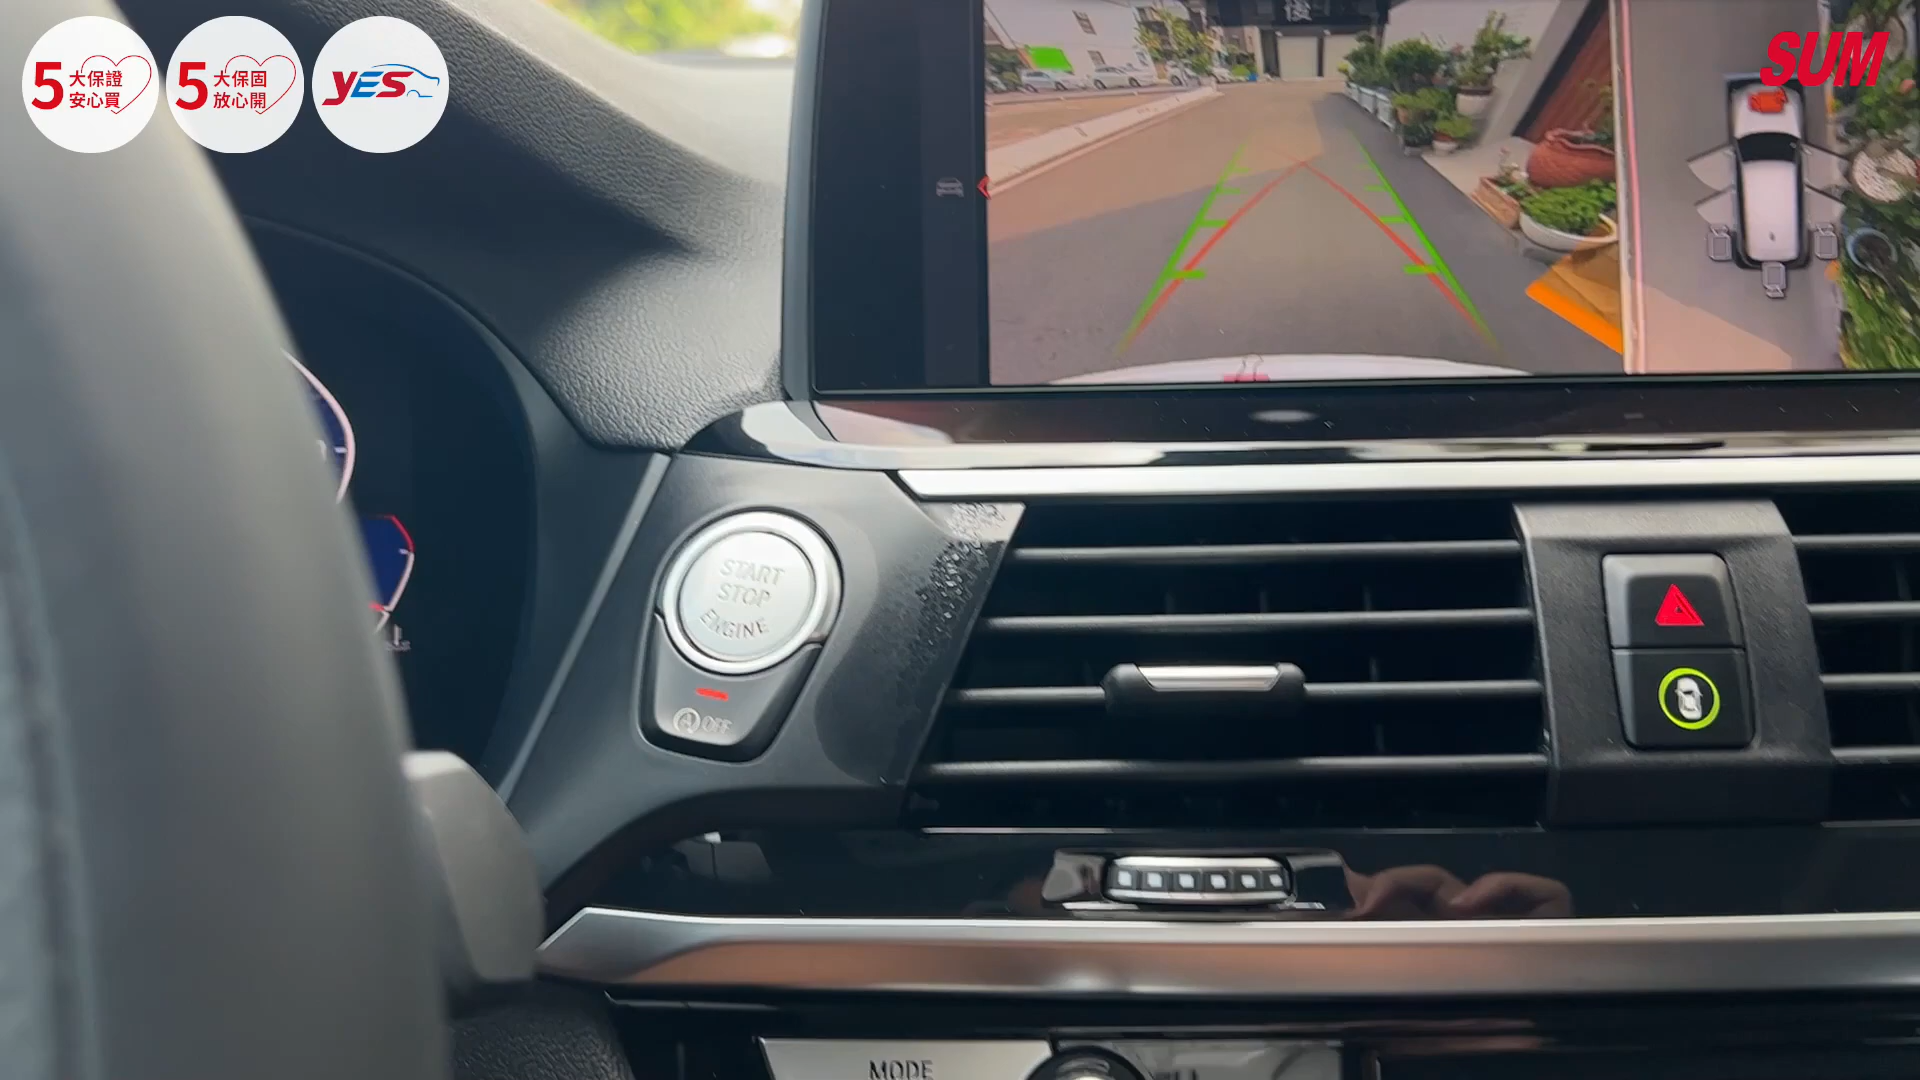 5大保證
安心買
5大保固
放心開
YES
SUM
後
START
STOP
ENGINE
A OFF
MODE